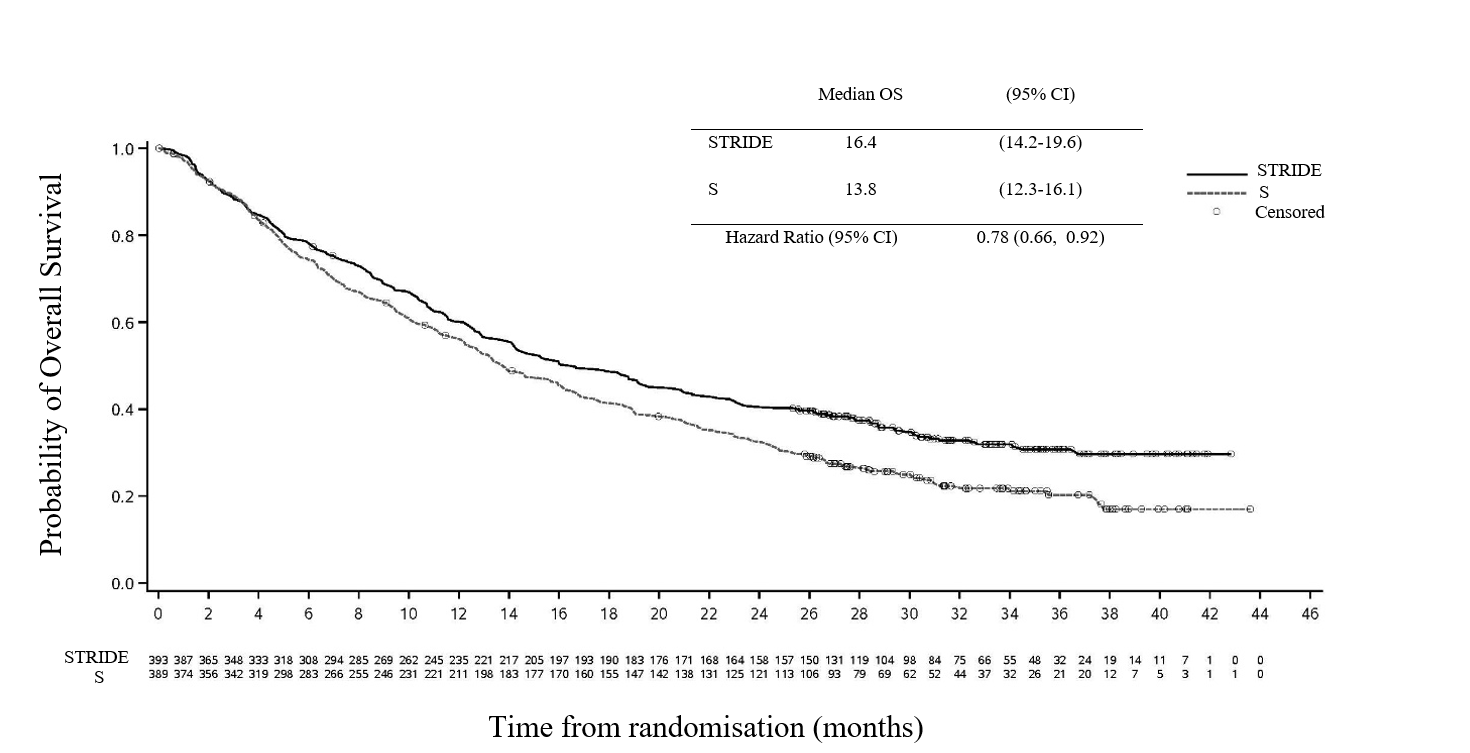 Median OS (95% CI)
STRIDE 16.4 (14.2-19.6)
S 13.8 (12.3-16.1)
Hazard Ratio (95% CI) 0.78 (0.66, 0.92)
STRIDE
S
Censored
Probability of Overall Survival
1.0
0.8
0.6
0.4
0.2
0.0
0 2 4 6 8 10 12 14 16 18 20 22 24 26 28 30 32 34 36 38 40 42 44 46
STRIDE 393 387 365 348 333 318 308 294 285 269 262 245 235 221 217 205 197 193 190 183 176 171 168 164 158 157 150 131 119 104 98 84 75 66 55 48 32 24 19 14 11 7 1 0 0
S 389 374 356 342 319 298 283 266 255 246 231 221 211 198 183 177 170 160 155 147 142 138 131 125 121 113 106 93 79 69 62 52 44 37 32 26 21 20 12 7 5 3 1 1 0
Time from randomisation (months)